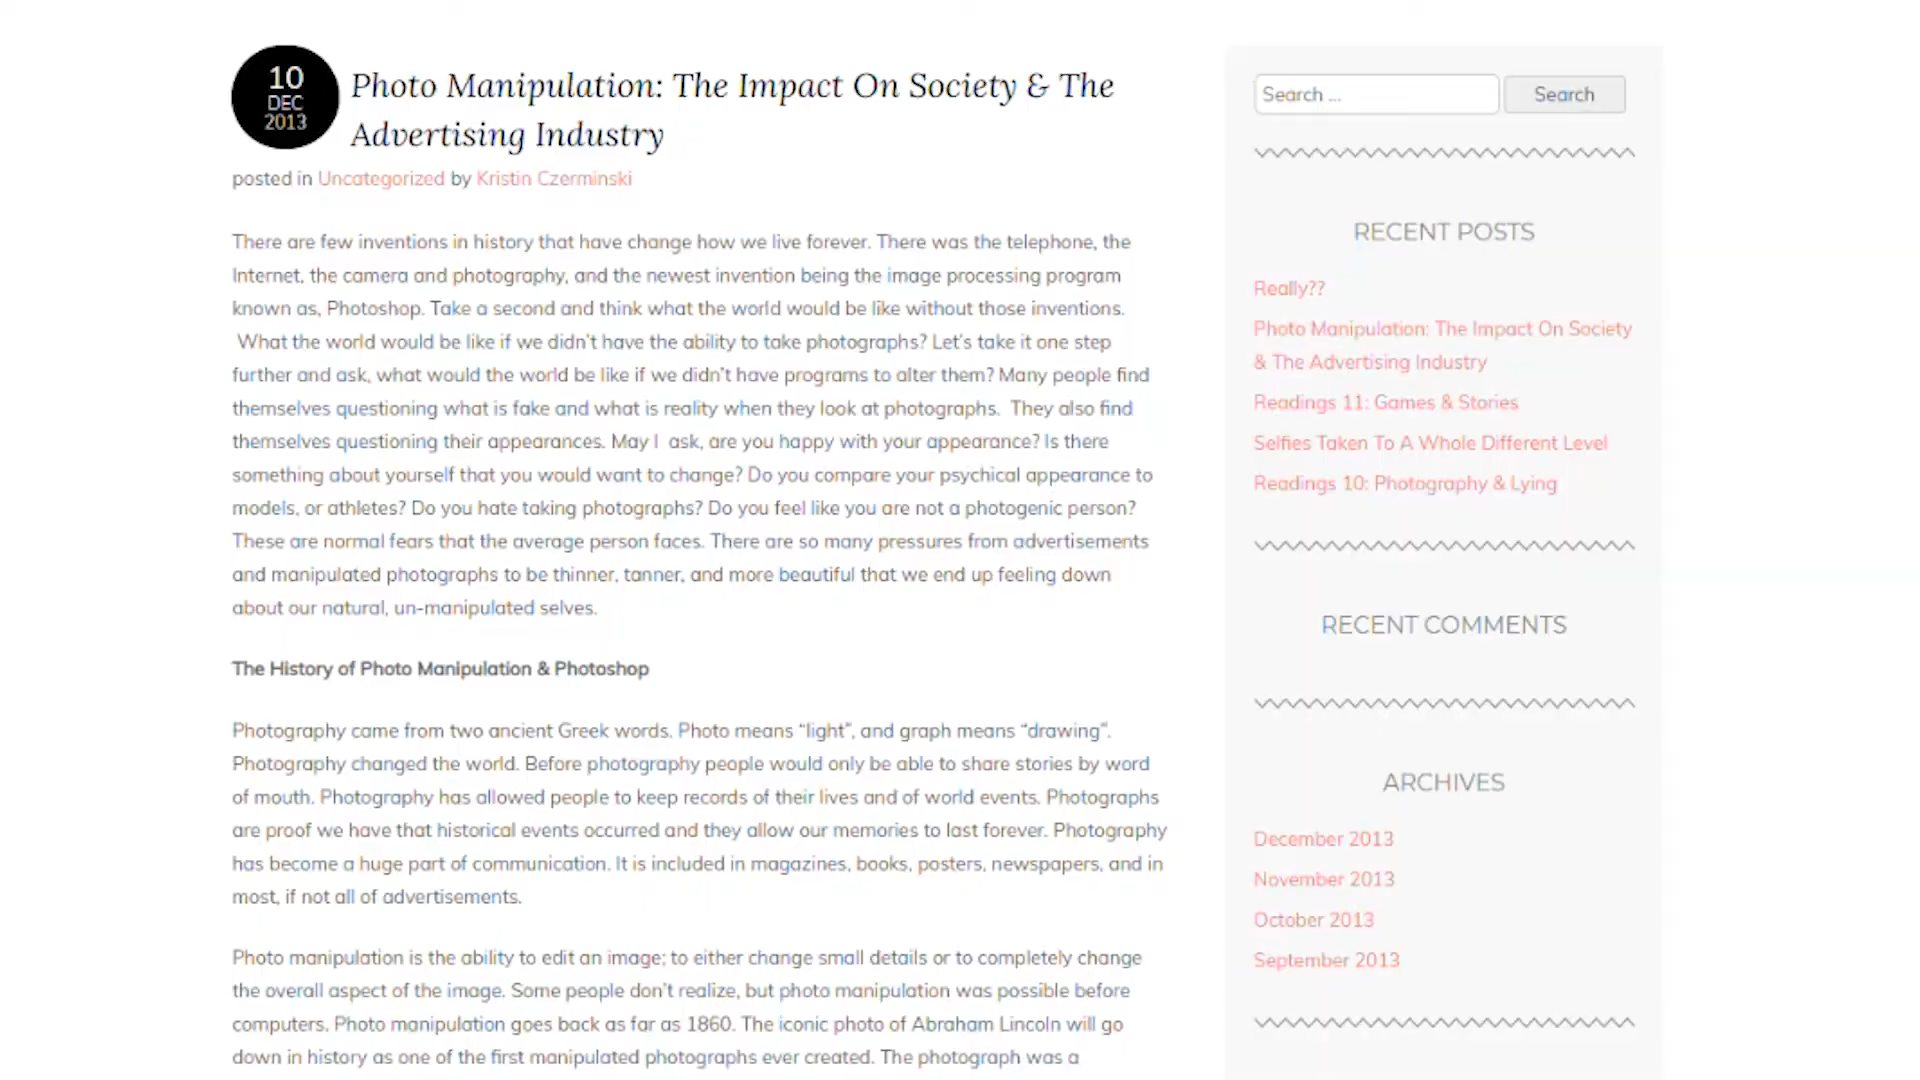 10
DEC
2013
Photo Manipulation: The Impact On Society & The
Advertising Industry
posted in Uncategorized by Kristin Czerminski
There are few inventions in history that have change how we live forever. There was the telephone, the
Internet, the camera and photography, and the newest invention being the image processing program
known as, Photoshop. Take a second and think what the world would be like without those inventions.
What the world would be like if we didn't have the ability to take photographs? Let's take it one step
further and ask, what would the world be like if we didn't have programs to alter them? Many people find
themselves questioning what is fake and what is reality when they look at photographs. They also find
themselves questioning their appearances. May I ask, are you happy with your appearance? Is there
something about yourself that you would want to change? Do you compare your psychical appearance to
models, or athletes? Do you hate taking photographs? Do you feel like you are not a photogenic person?
These are normal fears that the average person faces. There are so many pressures from advertisements
and manipulated photographs to be thinner, tanner, and more beautiful that we end up feeling down
about our natural, un-manipulated selves.
The History of Photo Manipulation & Photoshop
Photography came from two ancient Greek words. Photo means “light”, and graph means “drawing”.
Photography changed the world. Before photography people would only be able to share stories by word
of mouth. Photography has allowed people to keep records of their lives and of world events. Photographs
are proof we have that historical events occurred and they allow our memories to last forever. Photography
has become a huge part of communication. It is included in magazines, books, posters, newspapers, and in
most, if not all of advertisements.
Photo manipulation is the ability to edit an image; to either change small details or to completely change
the overall aspect of the image. Some people don't realize, but photo manipulation was possible before
computers. Photo manipulation goes back as far as 1860. The iconic photo of Abraham Lincoln will go
down in history as one of the first manipulated photographs ever created. The photograph was a
Search ...
Search
RECENT POSTS
Really??
Photo Manipulation: The Impact On Society
& The Advertising Industry
Readings 11: Games & Stories
Selfies Taken To A Whole Different Level
Readings 10: Photography & Lying
RECENT COMMENTS
ARCHIVES
December 2013
November 2013
October 2013
September 2013